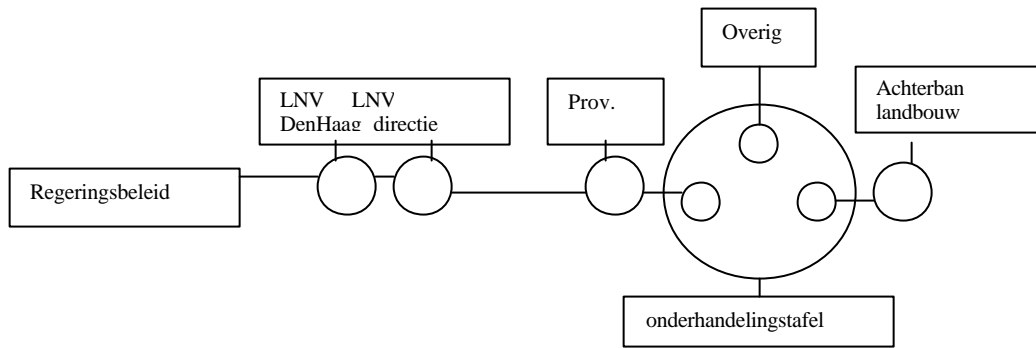 Overig
LNV LNV
DenHaag directie
Prov.
Achterban
landbouw
Regeringsbeleid
onderhandelingstafel